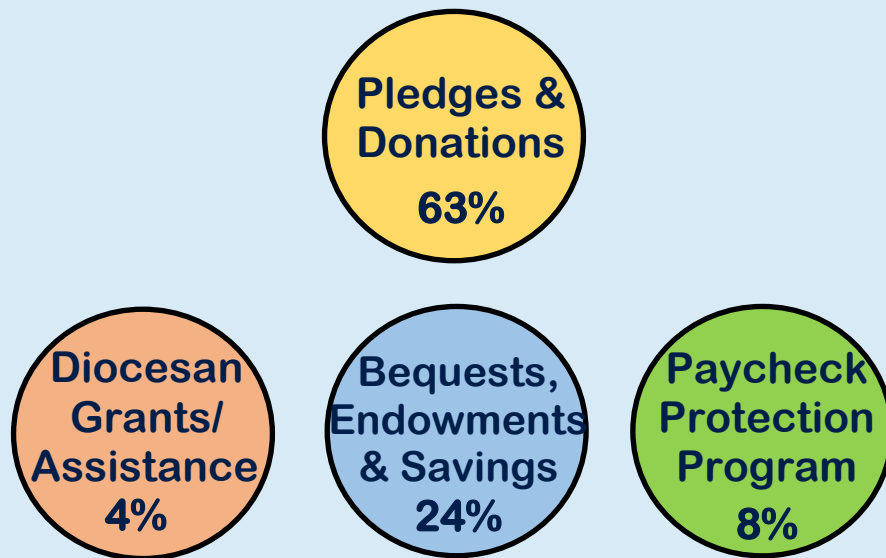 Pledges &
Donations
63%
Diocesan
Grants/
Assistance
4%
Bequests,
Endowments
& Savings
24%
Paycheck
Protection
Program
8%